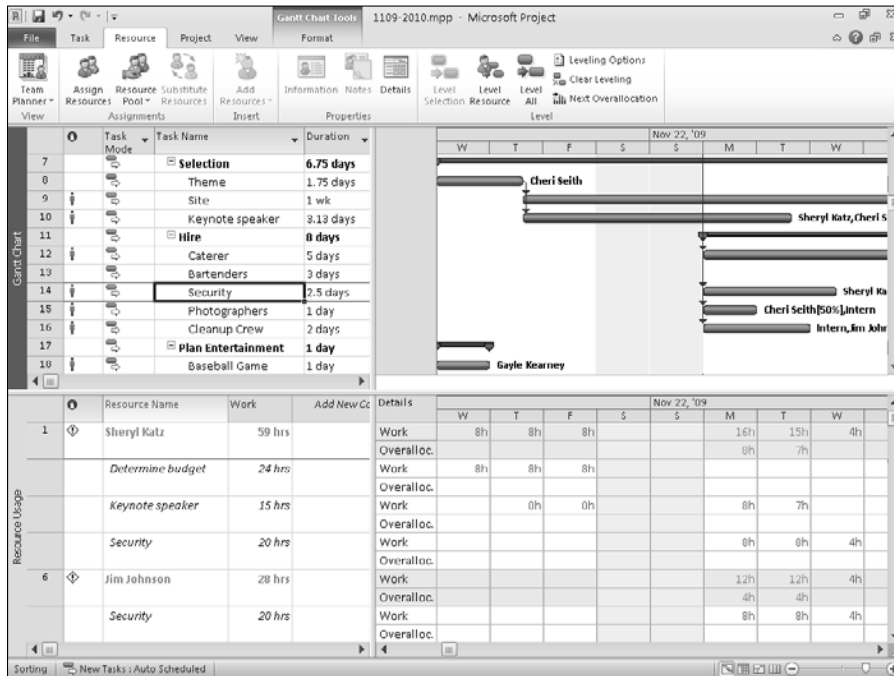 1109-2010.mpp - Microsoft Project
Gantt Chart Tools
File Task Resource Project View Format
Team Planner
Assign Resources
Resource Pool
Substitute Resources
Add Resources
Information Notes Details
Level Selection
Level Resource
Level All
Leveling Options
Clear Leveling
Next Overallocation
View Assignments Insert Properties Level
Task Mode Task Name Duration
Nov 22, '09
W T F S S M T W
7 Selection 6.75 days
8 Theme 1.75 days Cheri Seith
9 Site 1 wk
10 Keynote speaker 3.13 days Sheryl Katz,Cheri S
11 Hire 8 days
12 Caterer 5 days
13 Bartenders 3 days
14 Security 2.5 days Sheryl Ka
15 Photographers 1 day Cheri Seith[50%],Intern
16 Cleanup Crew 2 days Intern,Jim John
17 Plan Entertainment 1 day
18 Baseball Game 1 day Gayle Kearney
Gantt Chart
Resource Name Work Add New Co Details
Nov 22, '09
W T F S S M T W
1 Sheryl Katz 59 hrs Work 8h 8h 8h 16h 15h 4h
Overalloc. 8h 7h
Determine budget 24 hrs Work 8h 8h 8h
Overalloc.
Keynote speaker 15 hrs Work 0h 0h 8h 7h
Overalloc.
Security 20 hrs Work 8h 8h 4h
Overalloc.
6 Jim Johnson 28 hrs Work 12h 12h 4h
Overalloc. 4h 4h
Security 20 hrs Work 8h 8h 4h
Overalloc.
Resource Usage
Sorting New Tasks : Auto Scheduled